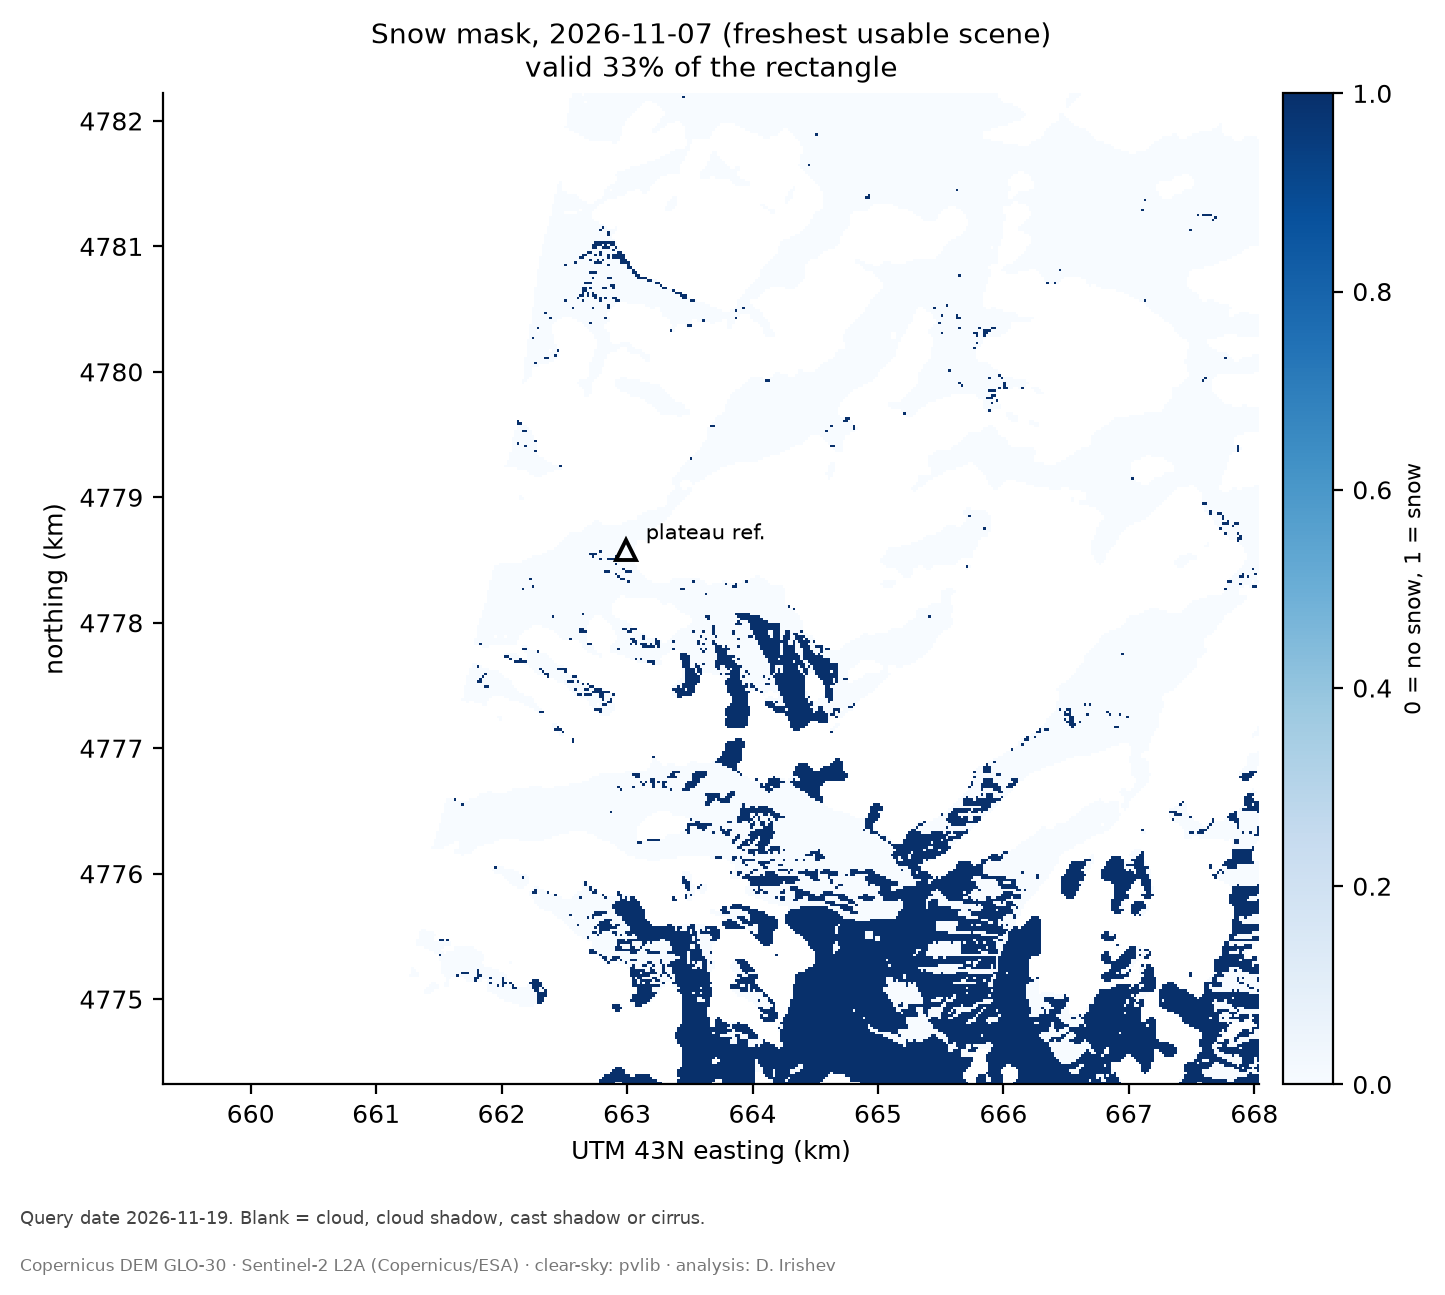 Snow mask, 2026-11-07 (freshest usable scene)
valid 33% of the rectangle
4782
4781
4780
4779
4778
4777
4776
4775
northing (km)
plateau ref.
660
661
662
663
664
665
666
667
668
UTM 43N easting (km)
1.0
0.8
0.6
0.4
0.2
0.0
0 = no snow, 1 = snow
Query date 2026-11-19. Blank = cloud, cloud shadow, cast shadow or cirrus.
Copernicus DEM GLO-30 · Sentinel-2 L2A (Copernicus/ESA) · clear-sky: pvlib · analysis: D. Irishev